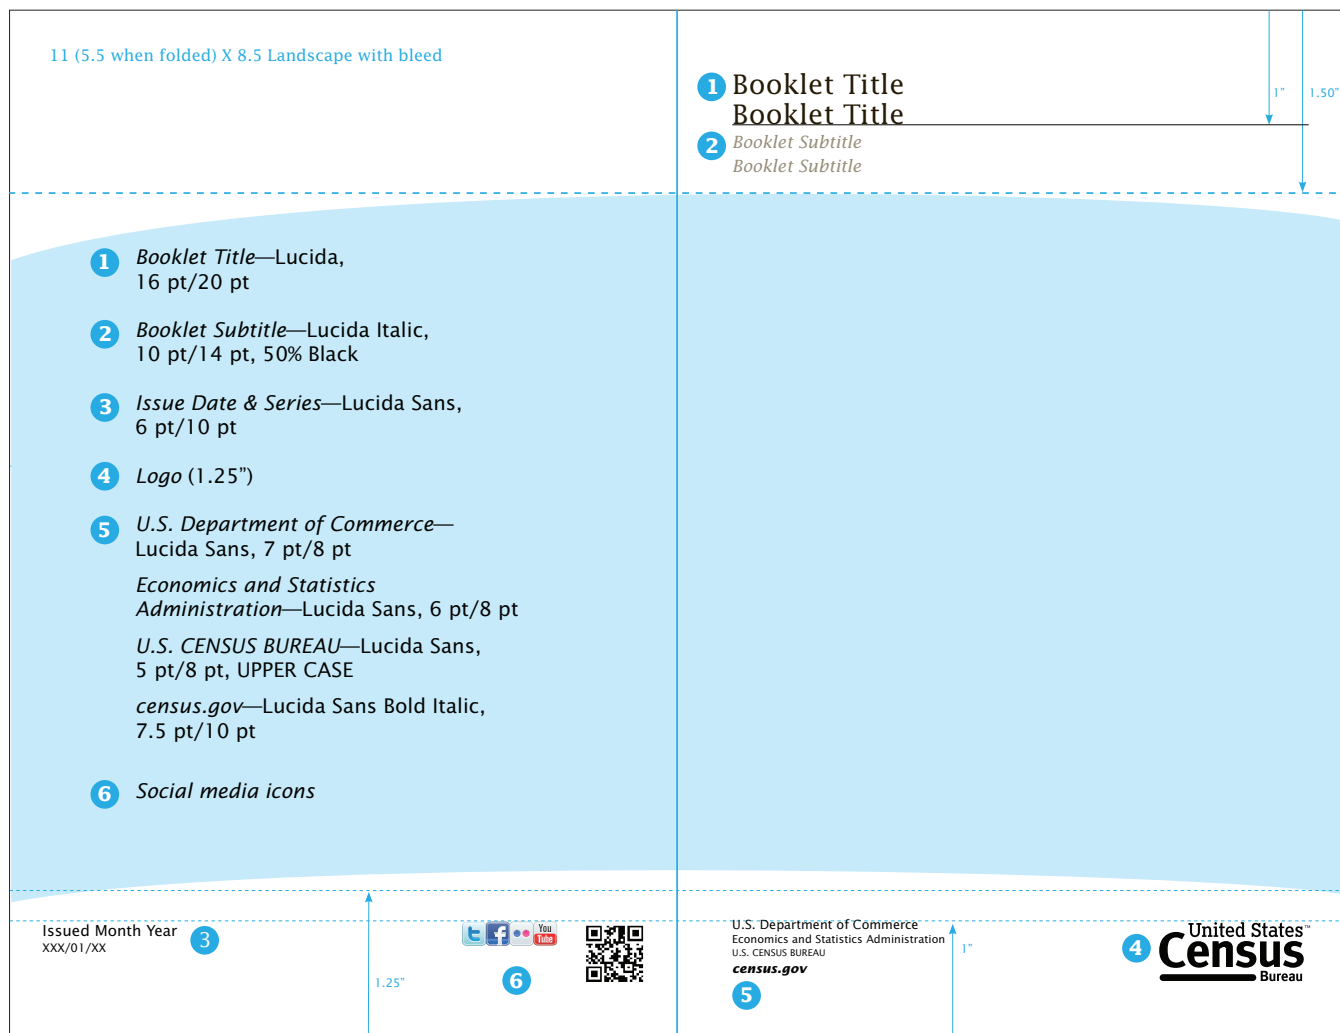 11 (5.5 when folded) X 8.5 Landscape with bleed
1 Booklet Title
Booklet Title
2 Booklet Subtitle
Booklet Subtitle
1"
1.50"
1 Booklet Title—Lucida,
16 pt/20 pt
2 Booklet Subtitle—Lucida Italic,
10 pt/14 pt, 50% Black
3 Issue Date & Series—Lucida Sans,
6 pt/10 pt
4 Logo (1.25”)
5 U.S. Department of Commerce—
Lucida Sans, 7 pt/8 pt
Economics and Statistics
Administration—Lucida Sans, 6 pt/8 pt
U.S. CENSUS BUREAU—Lucida Sans,
5 pt/8 pt, UPPER CASE
census.gov—Lucida Sans Bold Italic,
7.5 pt/10 pt
6 Social media icons
Issued Month Year
XXX/01/XX
3
1.25"
t f You Tube
6
U.S. Department of Commerce
Economics and Statistics Administration
U.S. CENSUS BUREAU
census.gov
5
1"
4
United States™
Census
Bureau